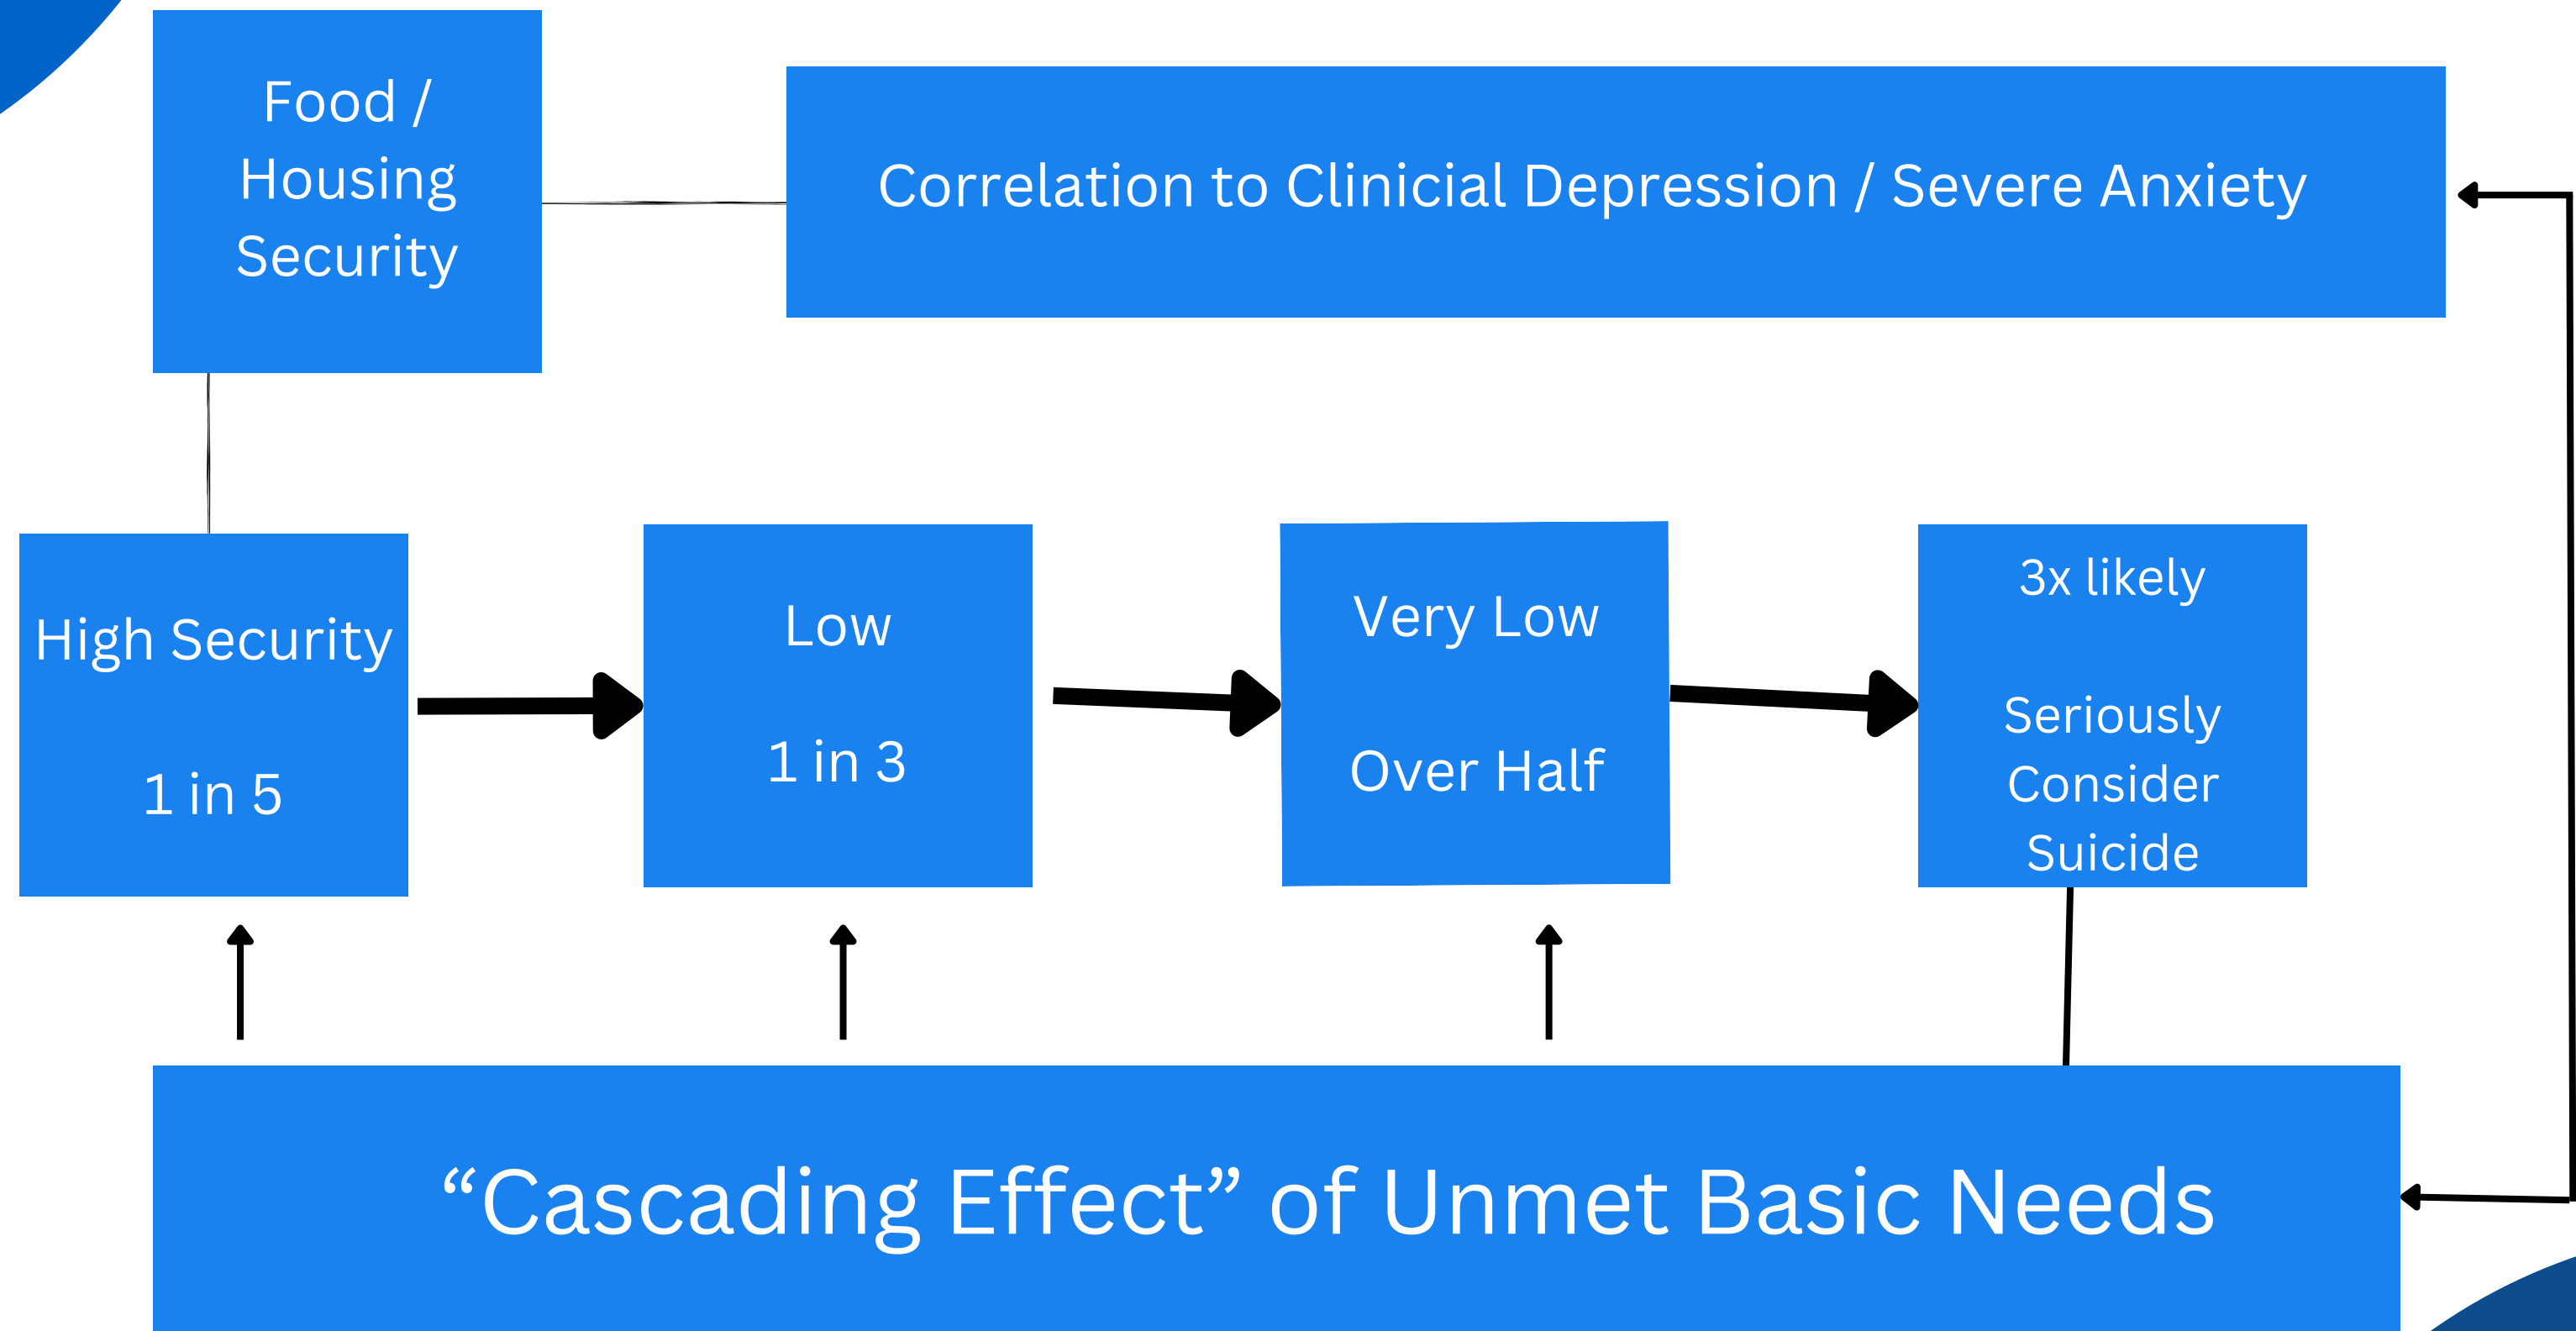 Food /
Housing
Security
Correlation to Clinicial Depression / Severe Anxiety
High Security
1 in 5
Low
1 in 3
Very Low
Over Half
3x likely
Seriously
Consider
Suicide
“Cascading Effect” of Unmet Basic Needs